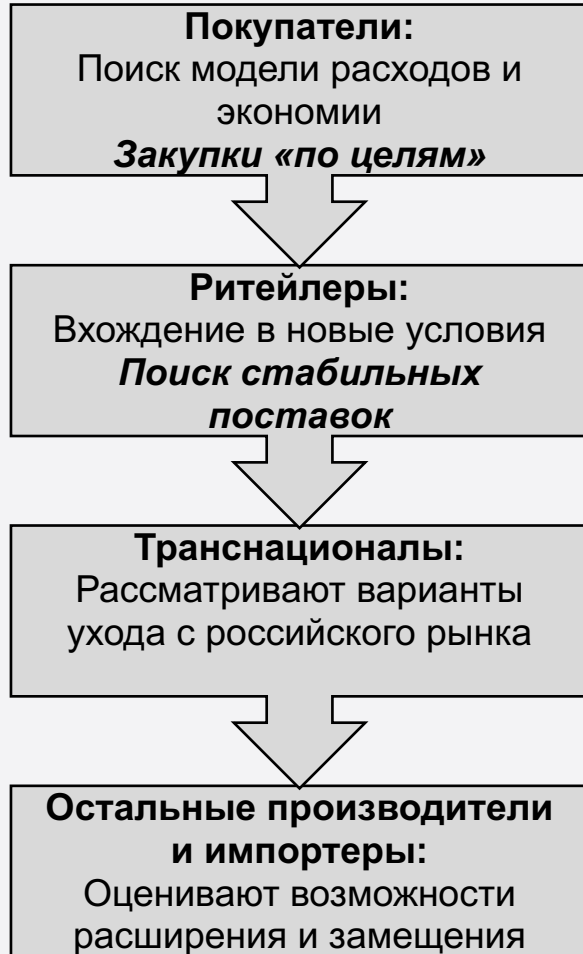 Покупатели:
Поиск модели расходов и
экономии
Закупки «по целям»
Ритейлеры:
Вхождение в новые условия
Поиск стабильных
поставок
Транснационалы:
Рассматривают варианты
ухода с российского рынка
Остальные производители
и импортеры:
Оценивают возможности
расширения и замещения